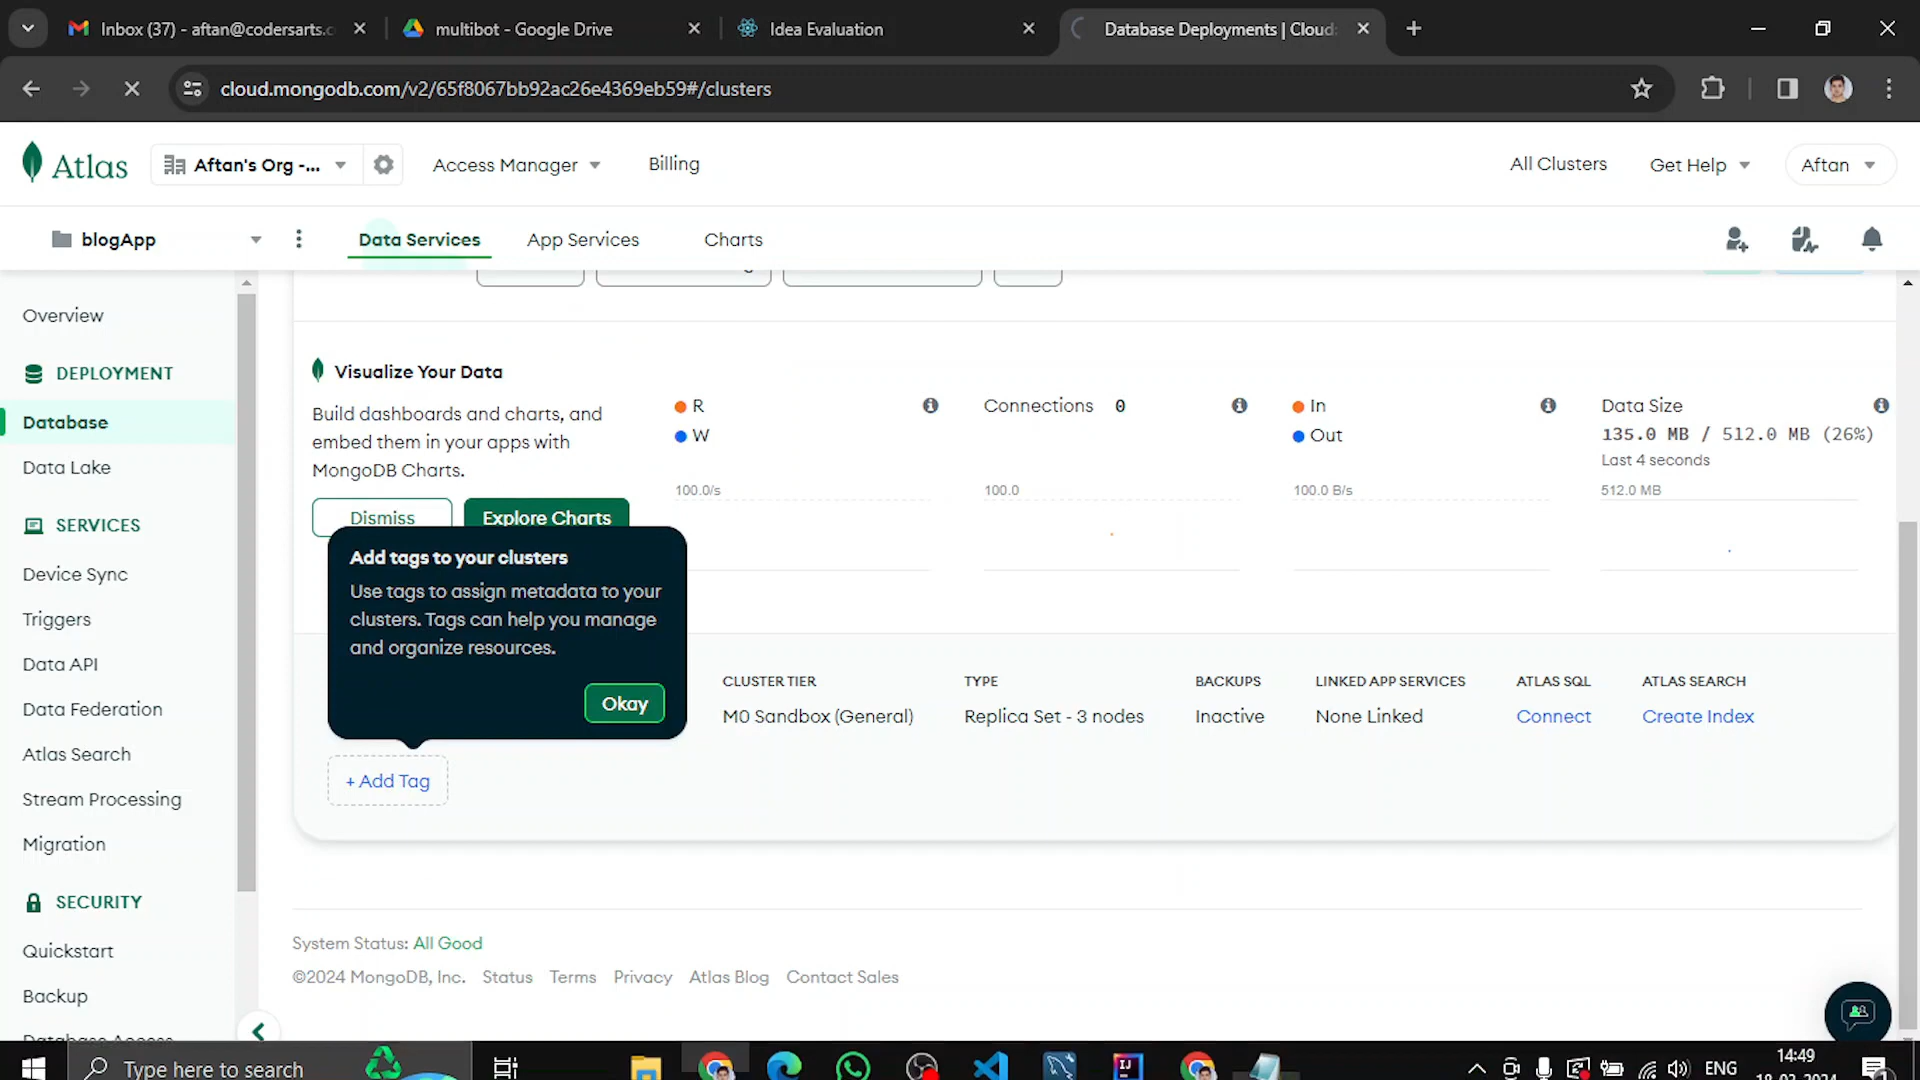 Inbox (37) - aftan@codersarts.c
multibot - Google Drive
Idea Evaluation
Database Deployments | Cloud:
cloud.mongodb.com/v2/65f8067bb92ac26e4369eb59#/clusters
Atlas
Aftan's Org -...
Access Manager
Billing
All Clusters
Get Help
Aftan
blogApp
Data Services
App Services
Charts
Overview
DEPLOYMENT
Database
Data Lake
SERVICES
Device Sync
Triggers
Data API
Data Federation
Atlas Search
Stream Processing
Migration
SECURITY
Quickstart
Backup
Database Access
Visualize Your Data
Build dashboards and charts, and
embed them in your apps with
MongoDB Charts.
Dismiss
Explore Charts
R
W
100.0/s
Connections 0
100.0
In
Out
100.0 B/s
Data Size
135.0 MB / 512.0 MB (26%)
Last 4 seconds
512.0 MB
Add tags to your clusters
Use tags to assign metadata to your
clusters. Tags can help you manage
and organize resources.
Okay
+ Add Tag
CLUSTER TIER
M0 Sandbox (General)
TYPE
Replica Set - 3 nodes
BACKUPS
Inactive
LINKED APP SERVICES
None Linked
ATLAS SQL
Connect
ATLAS SEARCH
Create Index
System Status: All Good
©2024 MongoDB, Inc. Status Terms Privacy Atlas Blog Contact Sales
Type here to search
ENG
14:49